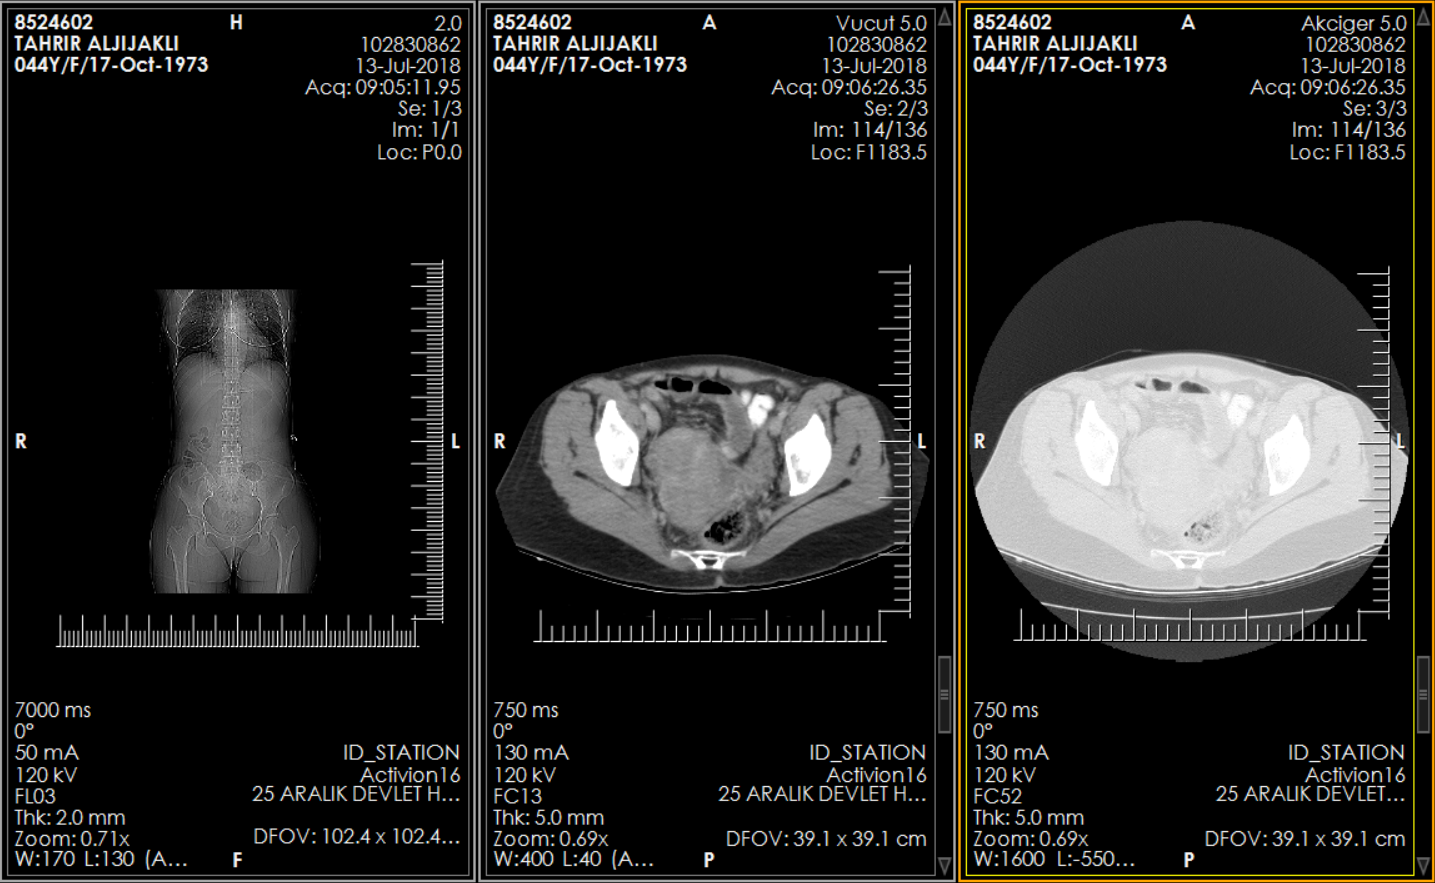 8524602
H
2.0
TAHRIR ALJIJAKLI
102830862
044Y/F/17-Oct-1973
13-Jul-2018
Acq: 09:05:11.95
Se: 1/3
Im: 1/1
Loc: P0.0
R
L
7000 ms
0°
50 mA
ID_STATION
120 kV
Activion16
FL03
25 ARALIK DEVLET H...
Thk: 2.0 mm
Zoom: 0.71x
DFOV: 102.4 x 102.4...
W:170 L:130 (A...
F
8524602
A
Vucut 5.0
TAHRIR ALJIJAKLI
102830862
044Y/F/17-Oct-1973
13-Jul-2018
Acq: 09:06:26.35
Se: 2/3
Im: 114/136
Loc: F1183.5
R
L
750 ms
0°
130 mA
ID_STATION
120 kV
Activion16
FC13
25 ARALIK DEVLET H...
Thk: 5.0 mm
Zoom: 0.69x
DFOV: 39.1 x 39.1 cm
W:400 L:40 (A...
P
8524602
A
Akciger 5.0
TAHRIR ALJIJAKLI
102830862
044Y/F/17-Oct-1973
13-Jul-2018
Acq: 09:06:26.35
Se: 3/3
Im: 114/136
Loc: F1183.5
R
L
750 ms
0°
130 mA
ID_STATION
120 kV
Activion16
FC52
25 ARALIK DEVLET...
Thk: 5.0 mm
Zoom: 0.69x
DFOV: 39.1 x 39.1 cm
W:1600 L:-550...
P